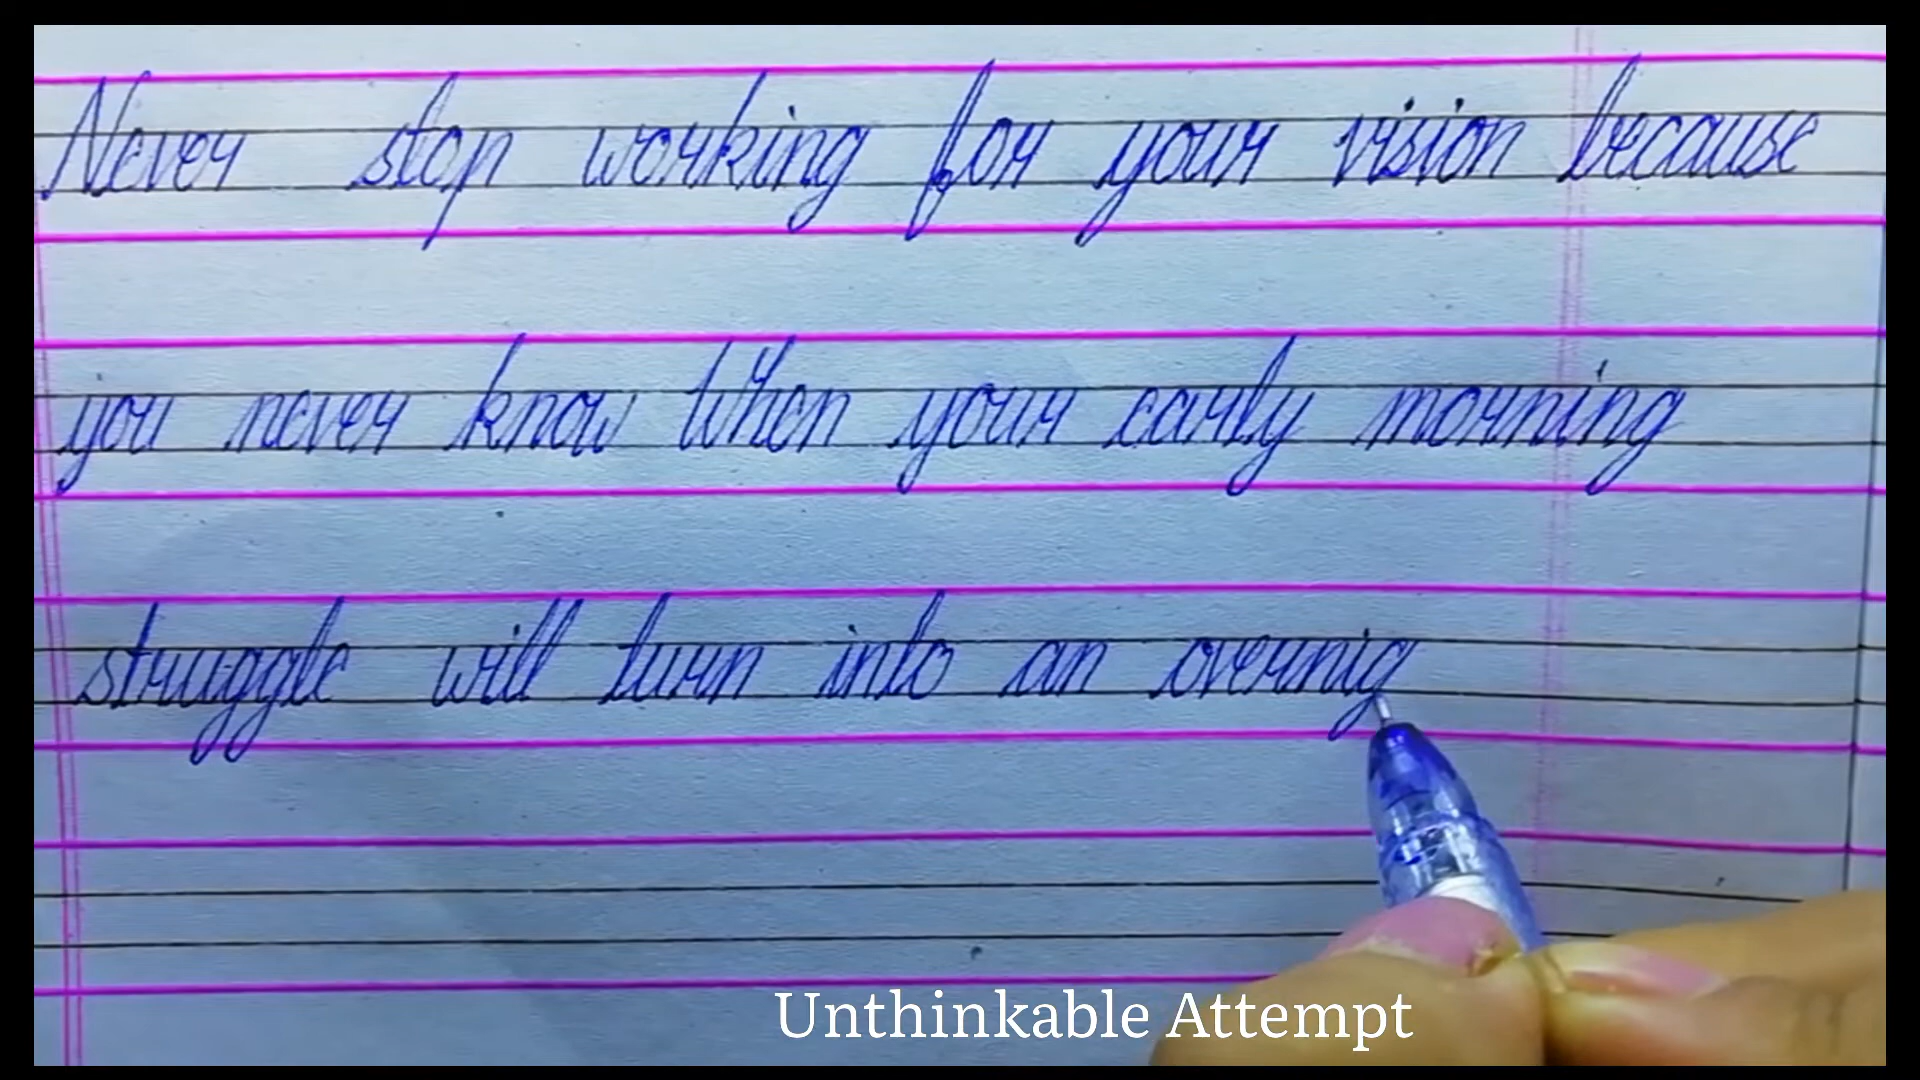 Never stop working for your vision because
you never know When your early morning
struggle will turn into an overnig
Unthinkable Attempt